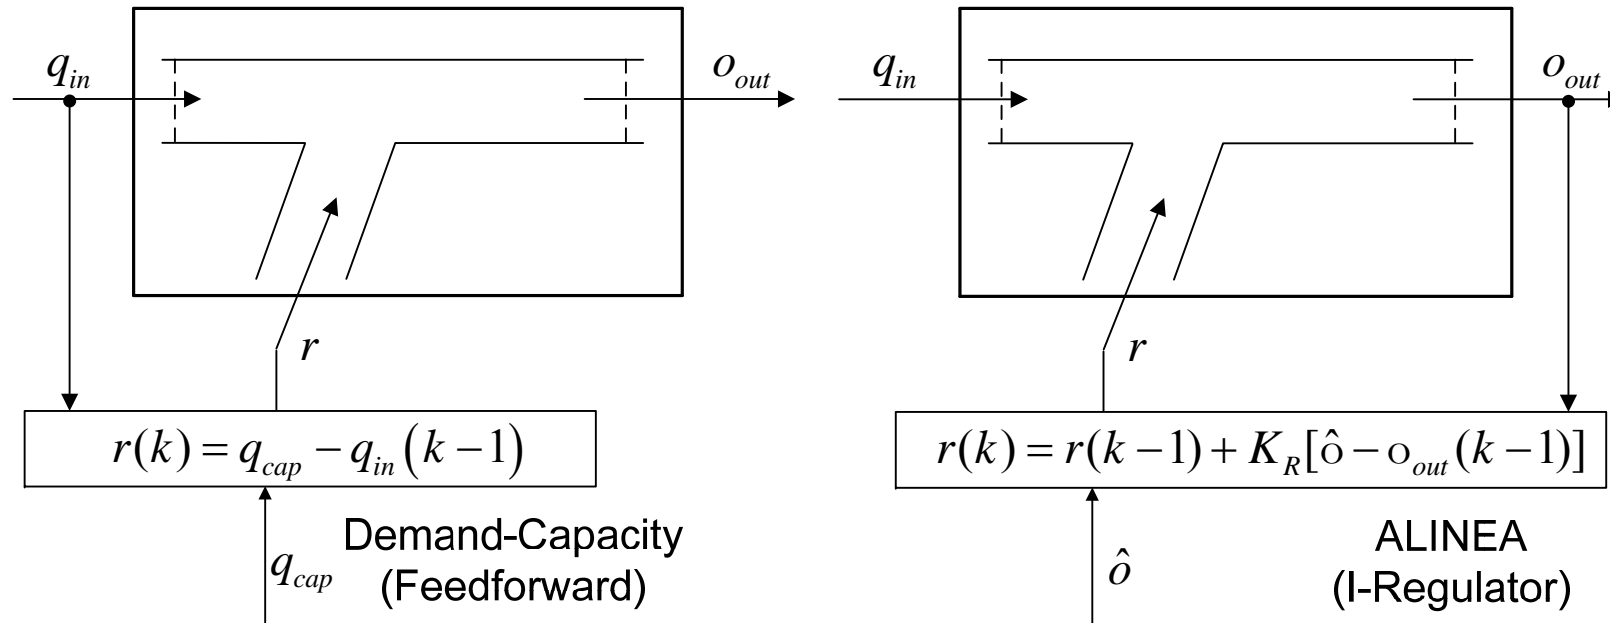 q_in
o_out
r
r(k) = q_cap − q_in (k−1)
q_cap
Demand-Capacity
(Feedforward)
q_in
o_out
r
r(k) = r(k−1) + K_R[ô − o_out(k−1)]
ô
ALINEA
(I-Regulator)